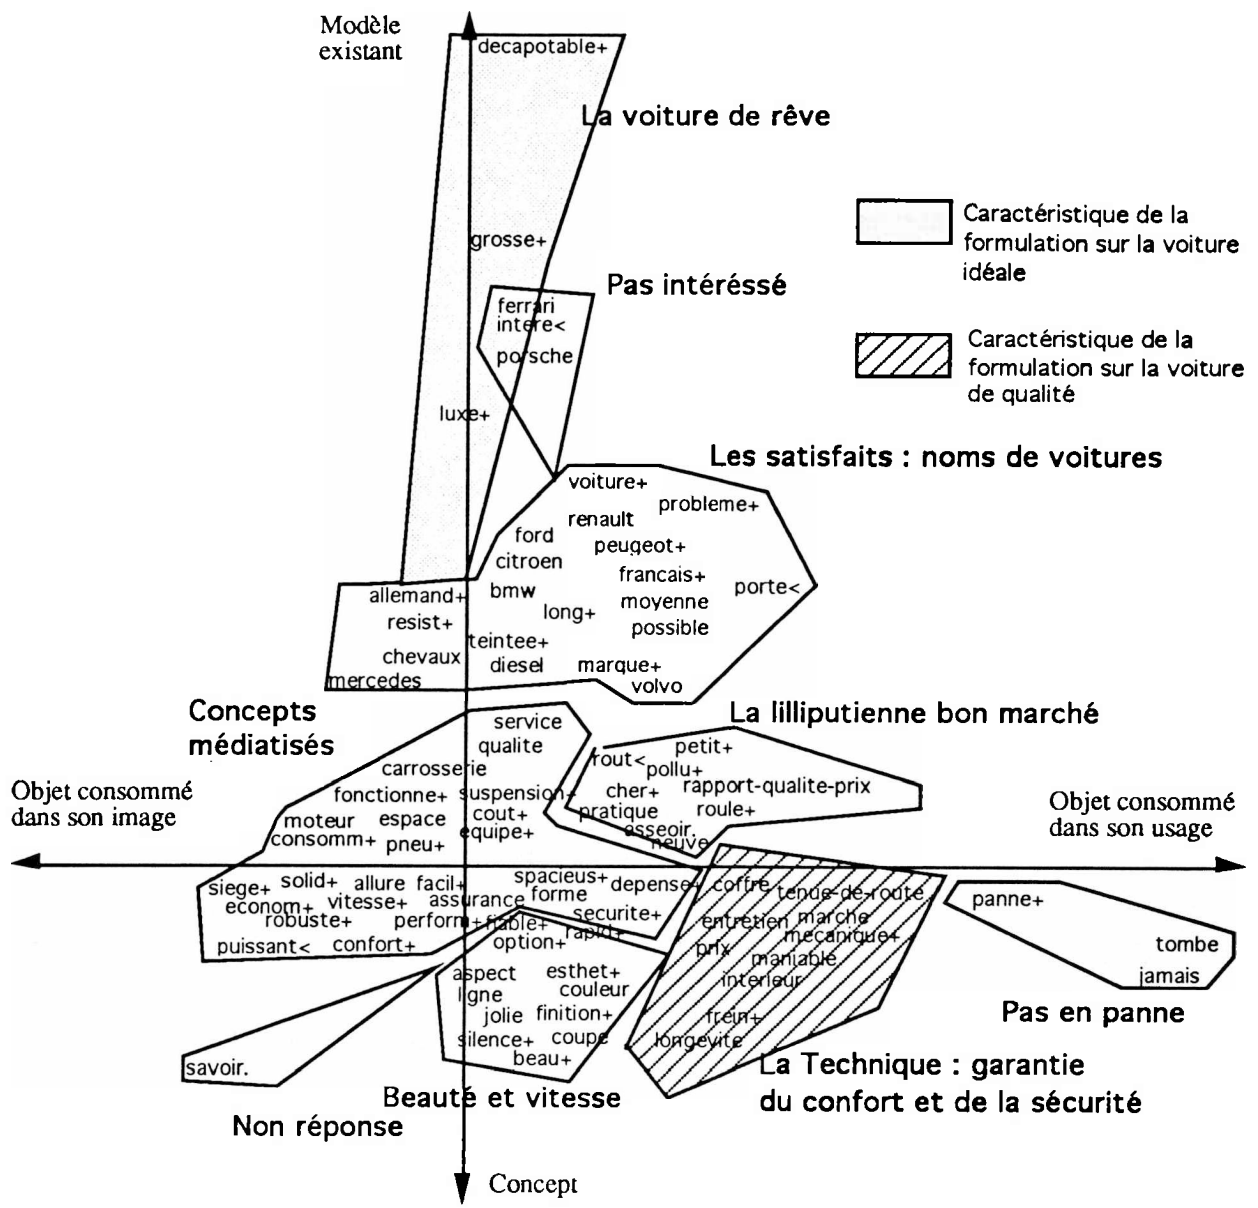 Modèle
existant
decapotable+
La voiture de rêve
grosse+
Caractéristique de la
formulation sur la voiture
idéale
Pas intéréssé
ferrari
intere<
porsche
Caractéristique de la
formulation sur la voiture
de qualité
luxe+
Les satisfaits : noms de voitures
voiture+
probleme+
renault
ford
peugeot+
citroen
francais+
porte<
allemand+
bmw
moyenne
long+
resist+
possible
teintee+
chevaux
diesel
marque+
mercedes
volvo
Concepts
médiatisés
La lilliputienne bon marché
service
qualite
petit+
rout<
carrosserie
pollu+
rapport-qualite-prix
fonctionne+
suspension+
cher+
Objet consommé
dans son image
Objet consommé
dans son usage
moteur
espace
cout+
pratique
roule+
consomm+
pneu+
equipe+
asseoir.
neuve
siege+
solid+
allure
facil+
spacieus+
depense+
coffre
tenue-de-route
econom+
vitesse+
assurance
forme
panne+
robuste+
perform+
fiable+
securite+
entretien
marche
puissant<
confort+
option+
rapid+
prix
mecanique+
tombe
maniable
aspect
esthet+
interieur
jamais
ligne
couleur
jolie
finition+
frein+
Pas en panne
silence+
coupe
longevite
beau+
savoir.
La Technique : garantie
du confort et de la sécurité
Beauté et vitesse
Non réponse
Concept